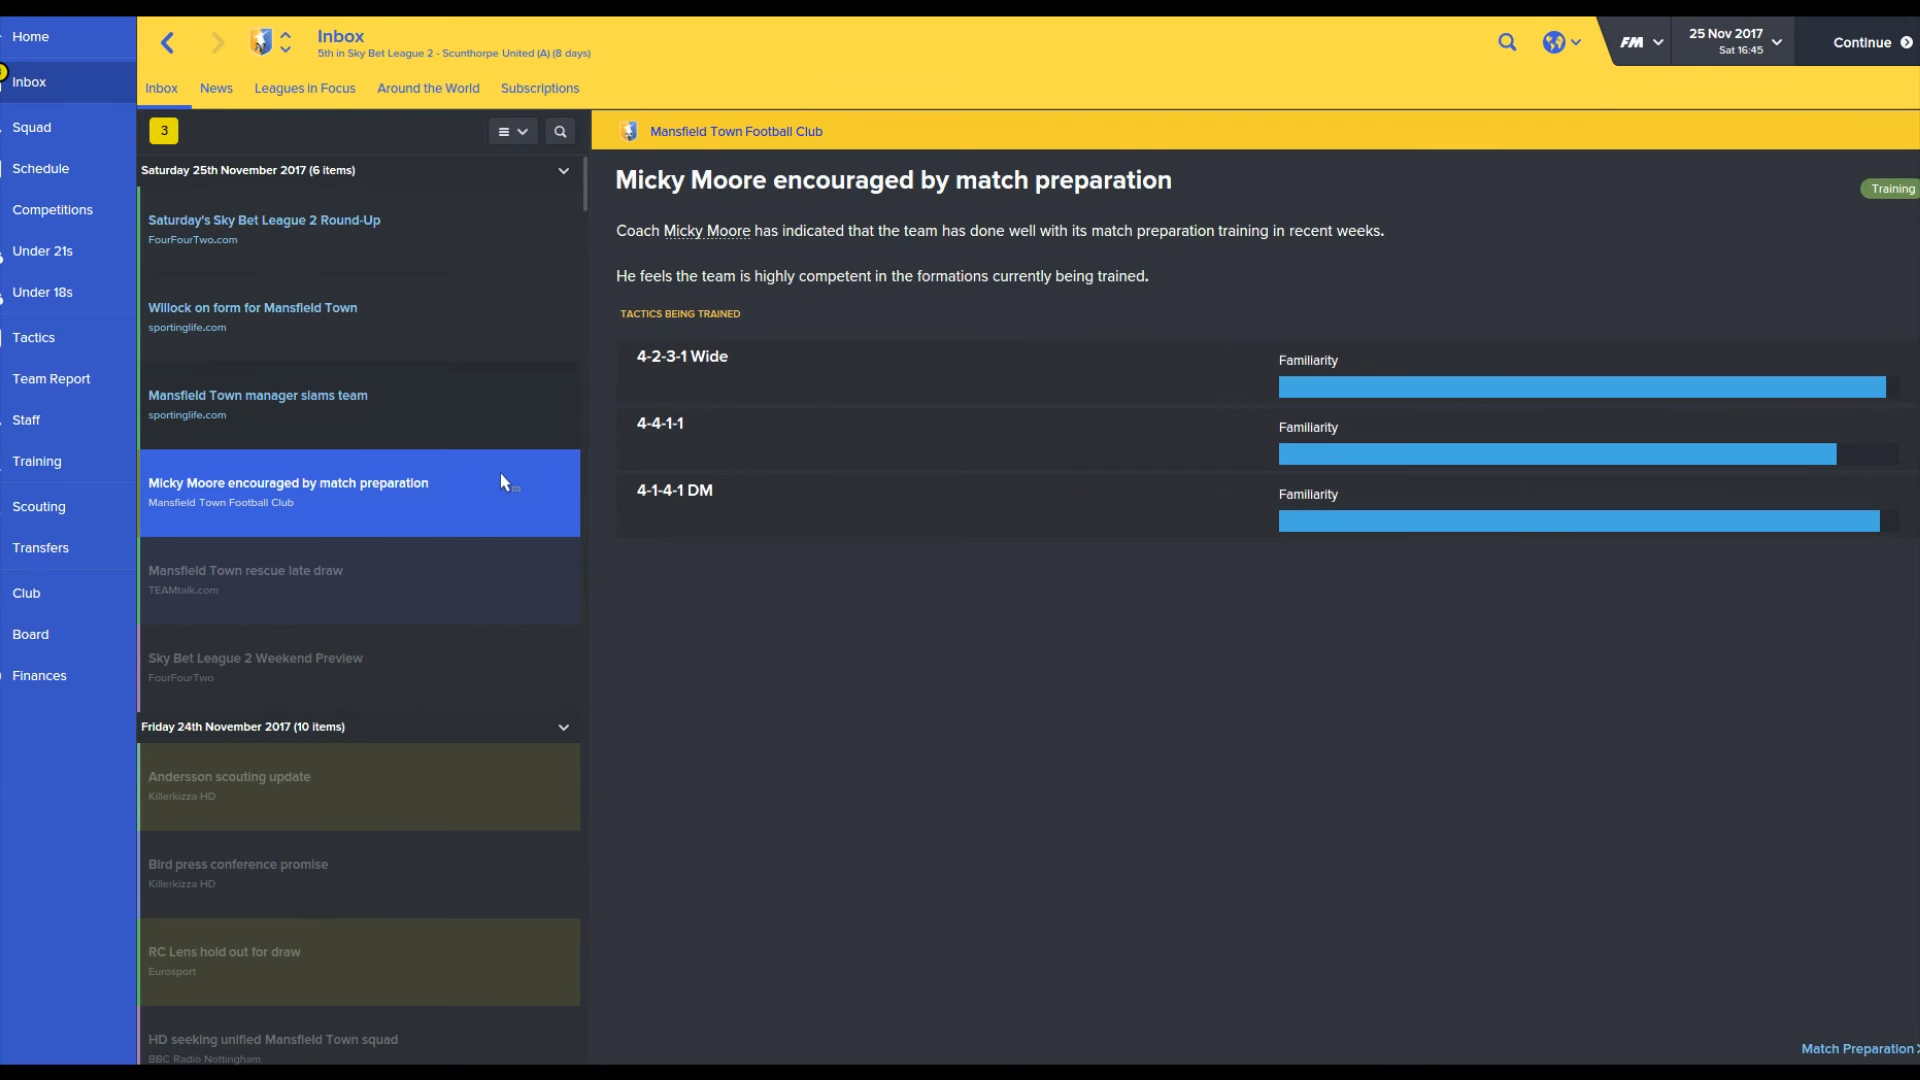 Home
Inbox
Squad
Schedule
Competitions
Under 21s
Under 18s
Tactics
Team Report
Staff
Training
Scouting
Transfers
Club
Board
Finances
Inbox
5th in Sky Bet League 2 - Scunthorpe United (A) (8 days)
FM
25 Nov 2017
Sat 16:45
Continue
Inbox
News
Leagues in Focus
Around the World
Subscriptions
3
Saturday 25th November 2017 (6 items)
Saturday's Sky Bet League 2 Round-Up
FourFourTwo.com
Willock on form for Mansfield Town
sportinglife.com
Mansfield Town manager slams team
sportinglife.com
Micky Moore encouraged by match preparation
Mansfield Town Football Club
Mansfield Town rescue late draw
TEAMtalk.com
Sky Bet League 2 Weekend Preview
FourFourTwo
Friday 24th November 2017 (10 items)
Andersson scouting update
Killerkizza HD
Bird press conference promise
Killerkizza HD
RC Lens hold out for draw
Eurosport
HD seeking unified Mansfield Town squad
BBC Radio Nottingham
Mansfield Town Football Club
Micky Moore encouraged by match preparation
Training
Coach Micky Moore has indicated that the team has done well with its match preparation training in recent weeks.
He feels the team is highly competent in the formations currently being trained.
TACTICS BEING TRAINED
4-2-3-1 Wide
Familiarity
4-4-1-1
Familiarity
4-1-4-1 DM
Familiarity
Match Preparation